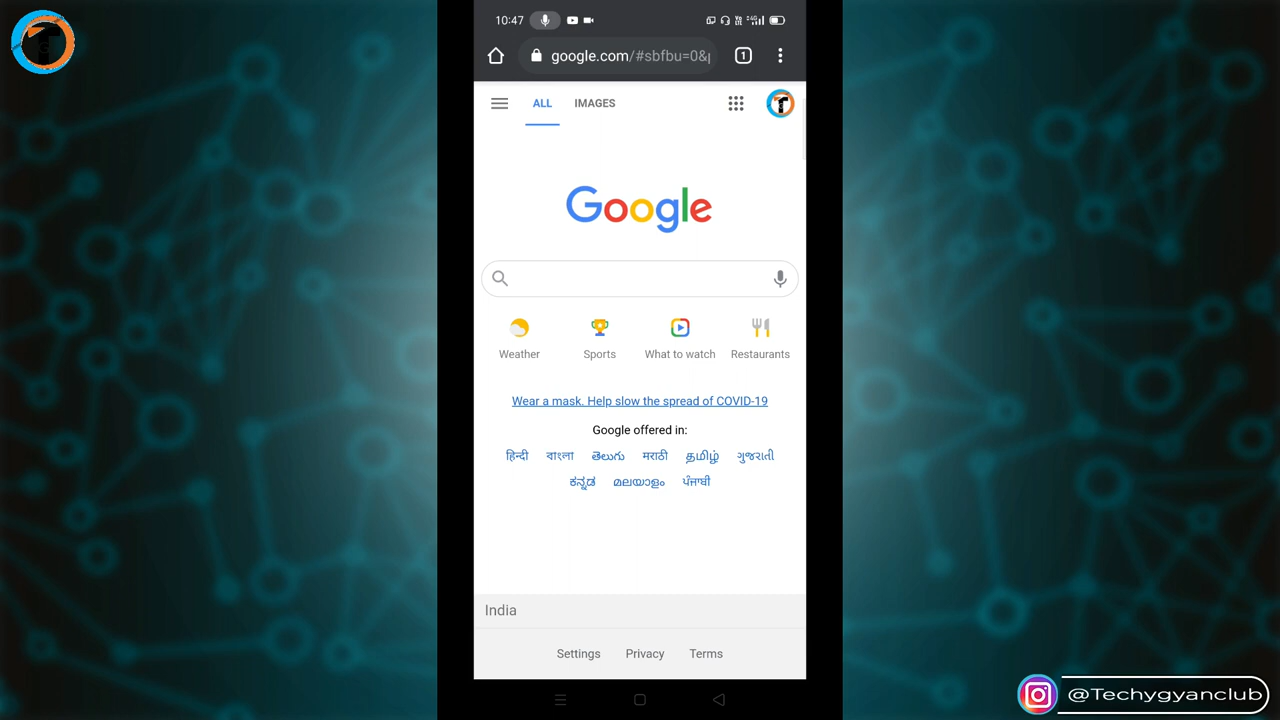 10:47
google.com/#sbfbu=0&p
1
ALL IMAGES
Google
Weather Sports What to watch Restaurants
Wear a mask. Help slow the spread of COVID-19
Google offered in:
हिन्दी বাংলা తెలుగు मराठी தமிழ் ગુજરાતી
ಕನ್ನಡ മലയാളം ਪੰਜਾਬੀ
India
Settings Privacy Terms
@Techygyanclub